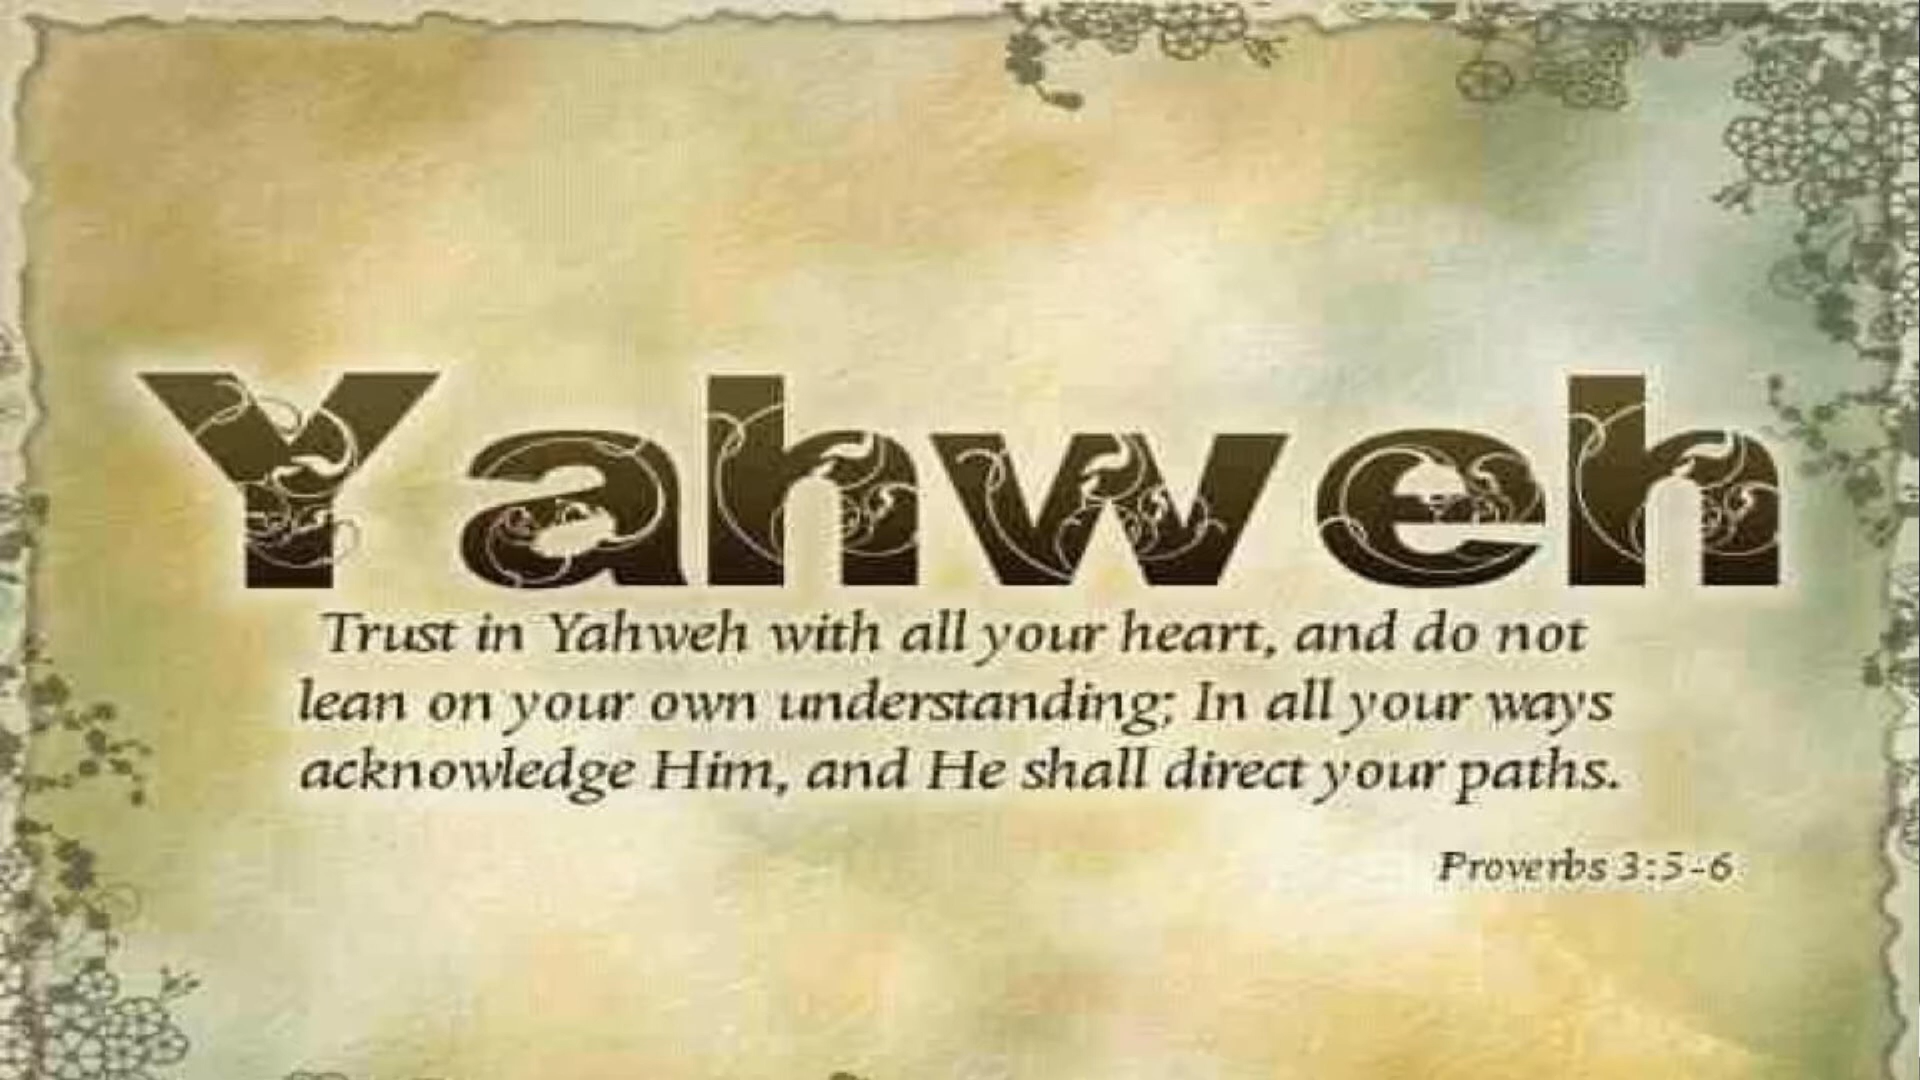 Yahweh
Trust in Yahweh with all your heart, and do not
lean on your own understanding; In all your ways
acknowledge Him, and He shall direct your paths.
Proverbs 3:5-6